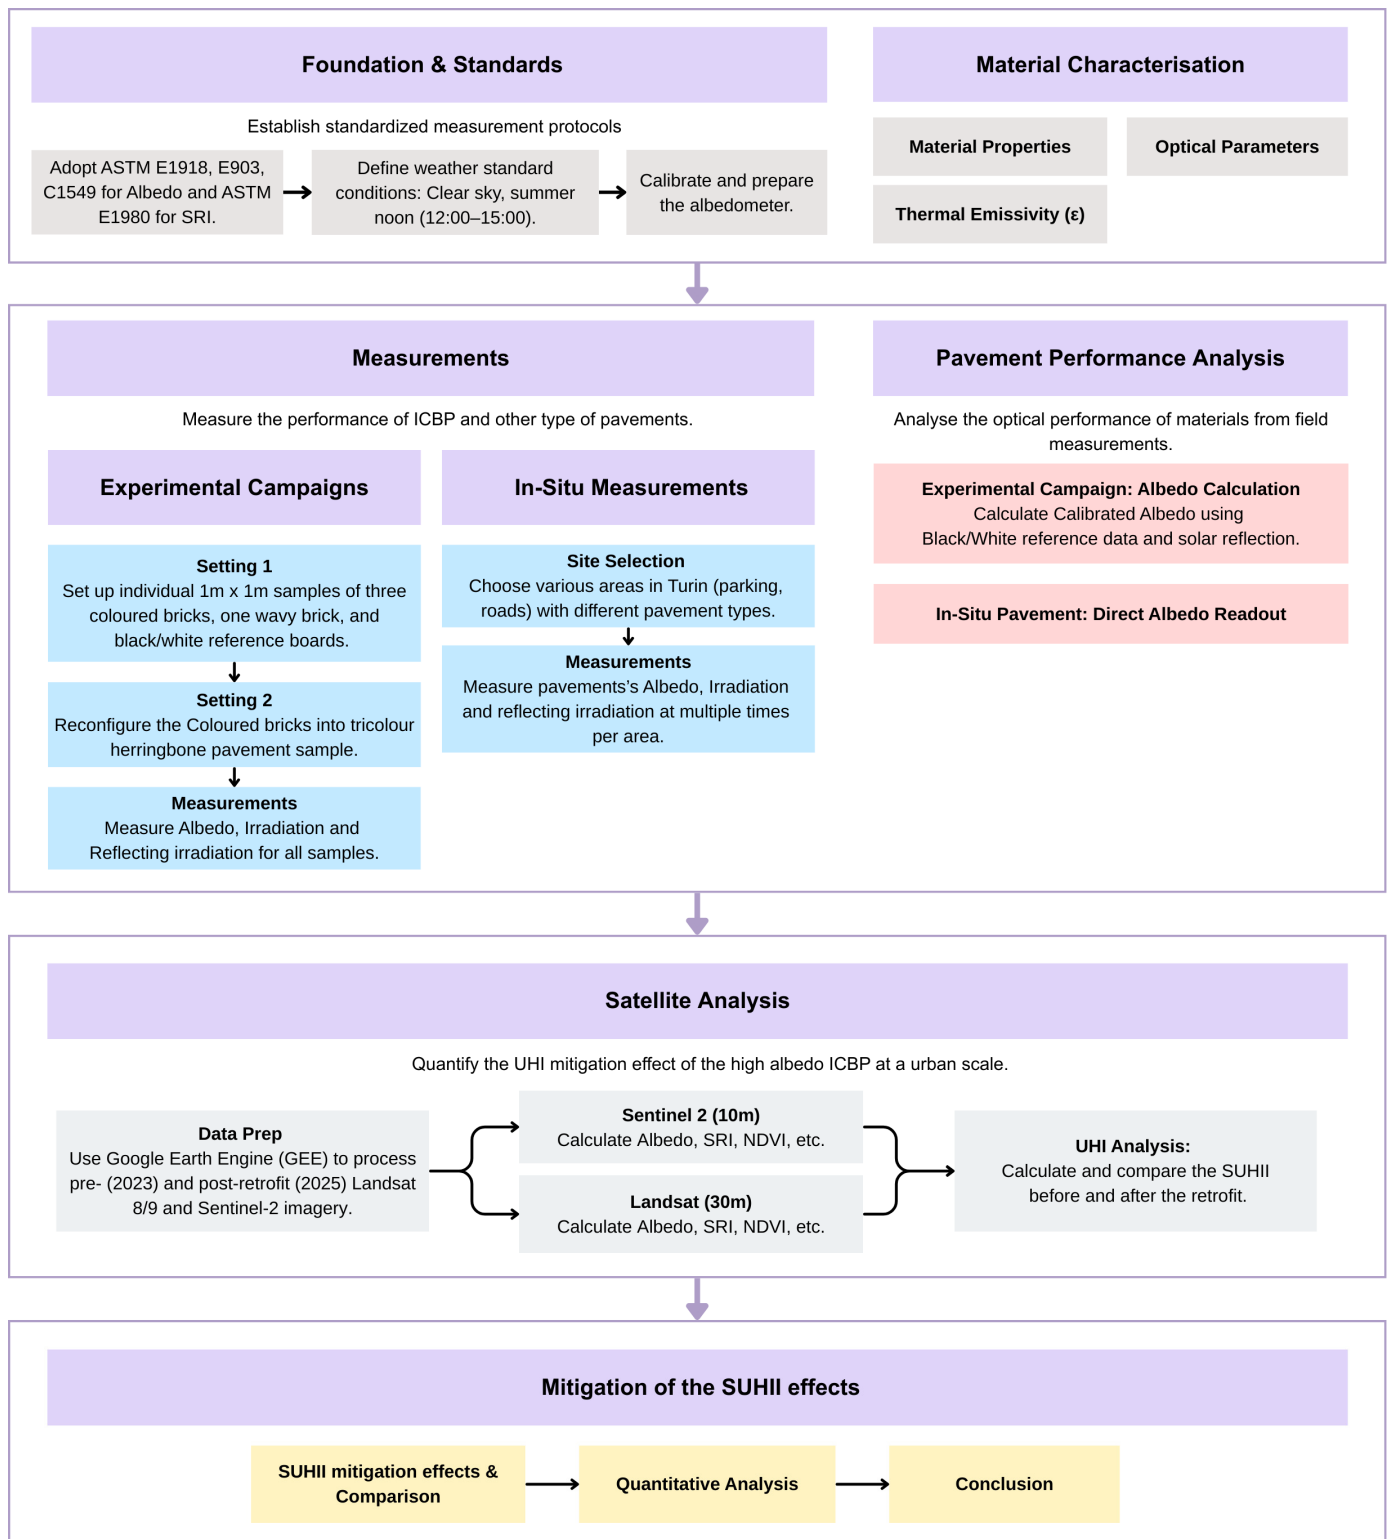 Foundation & Standards
Establish standardized measurement protocols
Adopt ASTM E1918, E903,
C1549 for Albedo and ASTM
E1980 for SRI.
Define weather standard
conditions: Clear sky, summer
noon (12:00–15:00).
Calibrate and prepare
the albedometer.
Material Characterisation
Material Properties
Optical Parameters
Thermal Emissivity (ε)
Measurements
Measure the performance of ICBP and other type of pavements.
Experimental Campaigns
Setting 1
Set up individual 1m x 1m samples of three
coloured bricks, one wavy brick, and
black/white reference boards.
Setting 2
Reconfigure the Coloured bricks into tricolour
herringbone pavement sample.
Measurements
Measure Albedo, Irradiation and
Reflecting irradiation for all samples.
In-Situ Measurements
Site Selection
Choose various areas in Turin (parking,
roads) with different pavement types.
Measurements
Measure pavements’s Albedo, Irradiation
and reflecting irradiation at multiple times
per area.
Pavement Performance Analysis
Analyse the optical performance of materials from field
measurements.
Experimental Campaign: Albedo Calculation
Calculate Calibrated Albedo using
Black/White reference data and solar reflection.
In-Situ Pavement: Direct Albedo Readout
Satellite Analysis
Quantify the UHI mitigation effect of the high albedo ICBP at a urban scale.
Data Prep
Use Google Earth Engine (GEE) to process
pre- (2023) and post-retrofit (2025) Landsat
8/9 and Sentinel-2 imagery.
Sentinel 2 (10m)
Calculate Albedo, SRI, NDVI, etc.
Landsat (30m)
Calculate Albedo, SRI, NDVI, etc.
UHI Analysis:
Calculate and compare the SUHII
before and after the retrofit.
Mitigation of the SUHII effects
SUHII mitigation effects &
Comparison
Quantitative Analysis
Conclusion